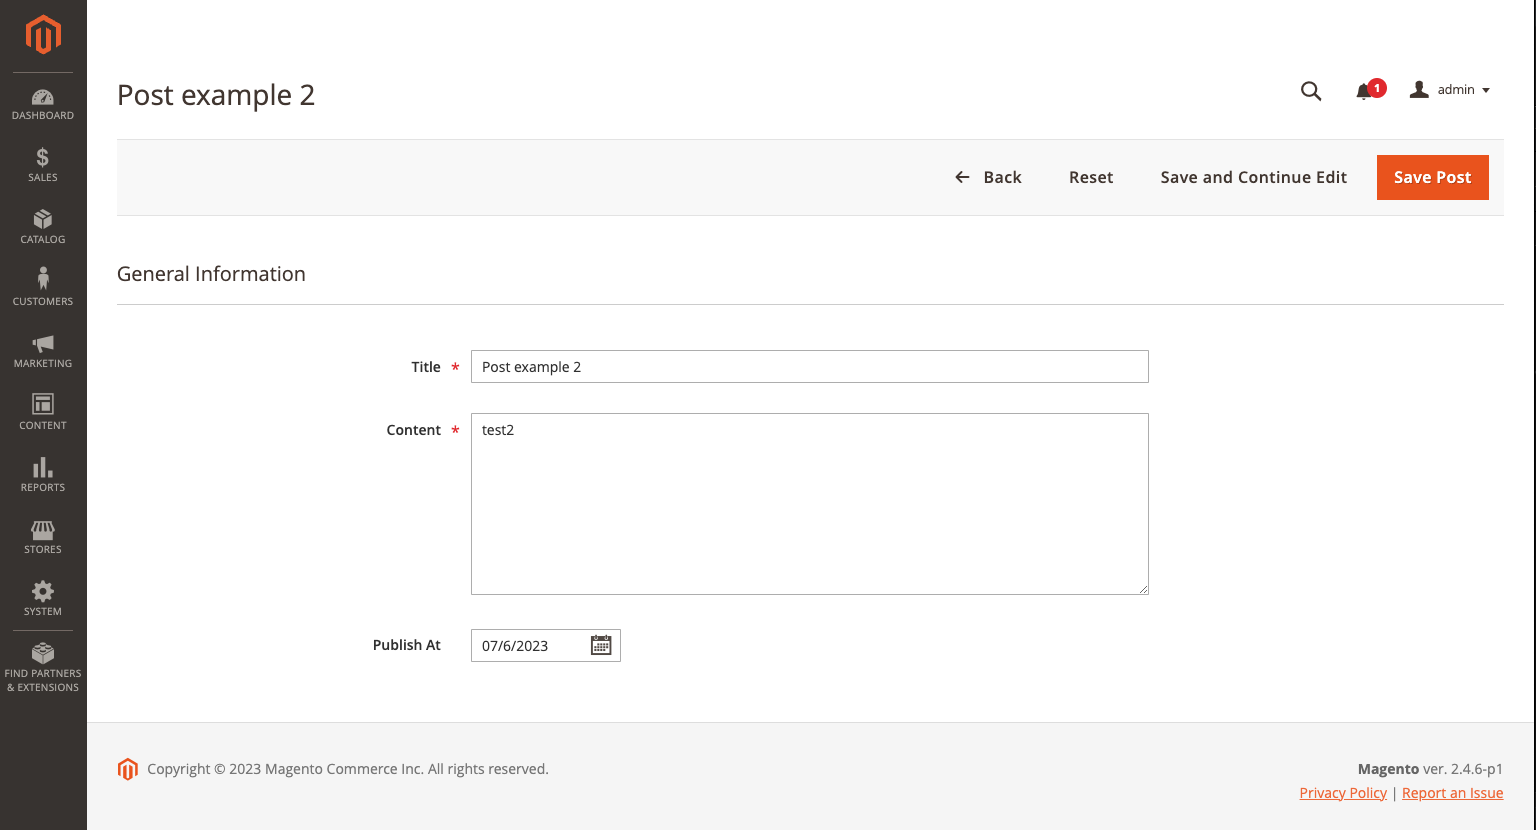 DASHBOARD
SALES
CATALOG
CUSTOMERS
MARKETING
CONTENT
REPORTS
STORES
SYSTEM
FIND PARTNERS
& EXTENSIONS
Post example 2
1
admin
Back
Reset
Save and Continue Edit
Save Post
General Information
Title *
Post example 2
Content *
test2
Publish At
07/6/2023
Copyright © 2023 Magento Commerce Inc. All rights reserved.
Magento ver. 2.4.6-p1
Privacy Policy | Report an Issue